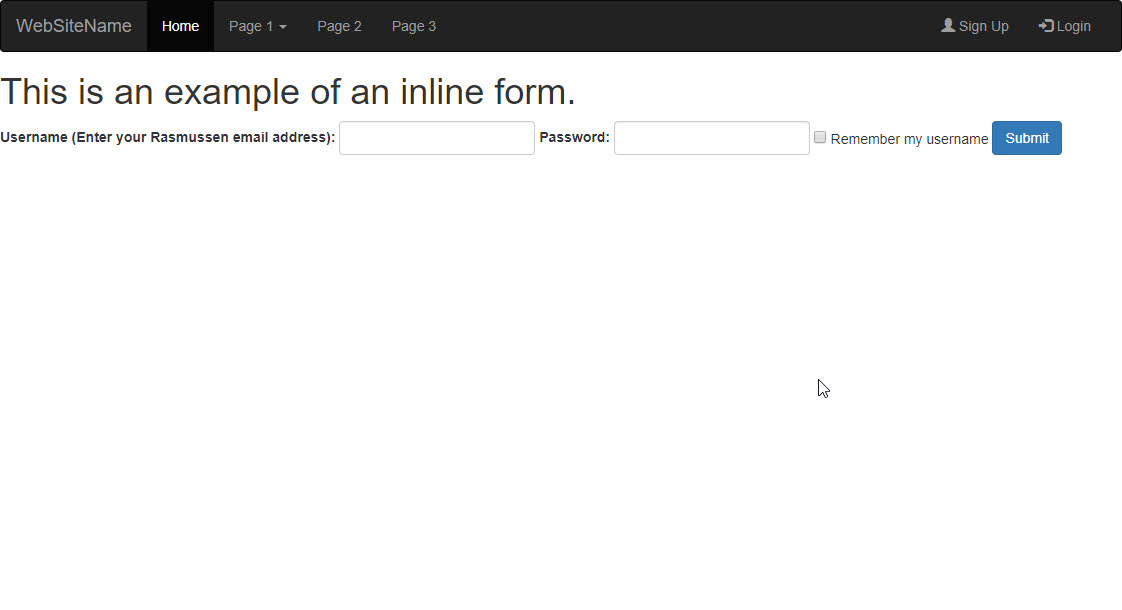 WebSiteName Home Page 1 Page 2 Page 3 Sign Up Login
This is an example of an inline form.
Username (Enter your Rasmussen email address): Password: Remember my username Submit